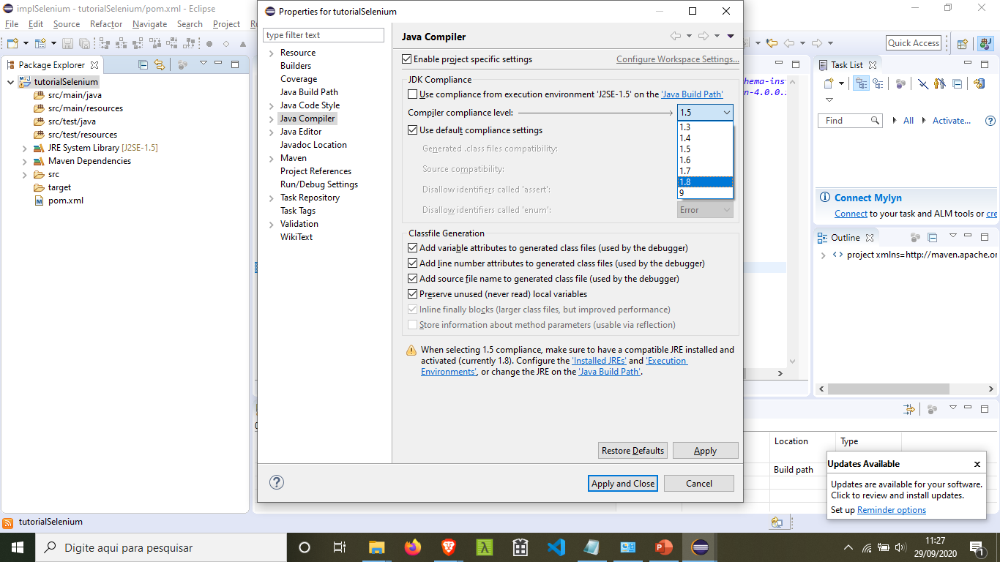 implSelenium - tutorialSelenium/pom.xml - Eclipse
File Edit Source Refactor Navigate Search Project
Quick Access
Package Explorer
tutorialSelenium
src/main/java
src/main/resources
src/test/java
src/test/resources
JRE System Library [J2SE-1.5]
Maven Dependencies
src
target
pom.xml
Properties for tutorialSelenium
type filter text
Resource
Builders
Coverage
Java Build Path
Java Code Style
Java Compiler
Java Editor
Javadoc Location
Maven
Project References
Run/Debug Settings
Task Repository
Task Tags
Validation
WikiText
Java Compiler
Enable project specific settings
Configure Workspace Settings...
JDK Compliance
Use compliance from execution environment 'J2SE-1.5' on the 'Java Build Path'
Compiler compliance level:
1.5
1.3
1.4
1.5
1.6
1.7
1.8
9
Use default compliance settings
Generated .class files compatibility:
Source compatibility:
Disallow identifiers called 'assert':
Disallow identifiers called 'enum':
Error
Classfile Generation
Add variable attributes to generated class files (used by the debugger)
Add line number attributes to generated class files (used by the debugger)
Add source file name to generated class file (used by the debugger)
Preserve unused (never read) local variables
Inline finally blocks (larger class files, but improved performance)
Store information about method parameters (usable via reflection)
When selecting 1.5 compliance, make sure to have a compatible JRE installed and
activated (currently 1.8). Configure the 'Installed JREs' and 'Execution
Environments', or change the JRE on the 'Java Build Path'.
Restore Defaults
Apply
Apply and Close
Cancel
hema-inst
n-4.0.0.
Task List
Find
All
Activate...
Connect Mylyn
Connect to your task and ALM tools or cre
Outline
project xmlns=http://maven.apache.or
Location
Type
Build path
Updates Available
Updates are available for your software.
Click to review and install updates.
Set up Reminder options
tutorialSelenium
Digite aqui para pesquisar
11:27
29/09/2020
1